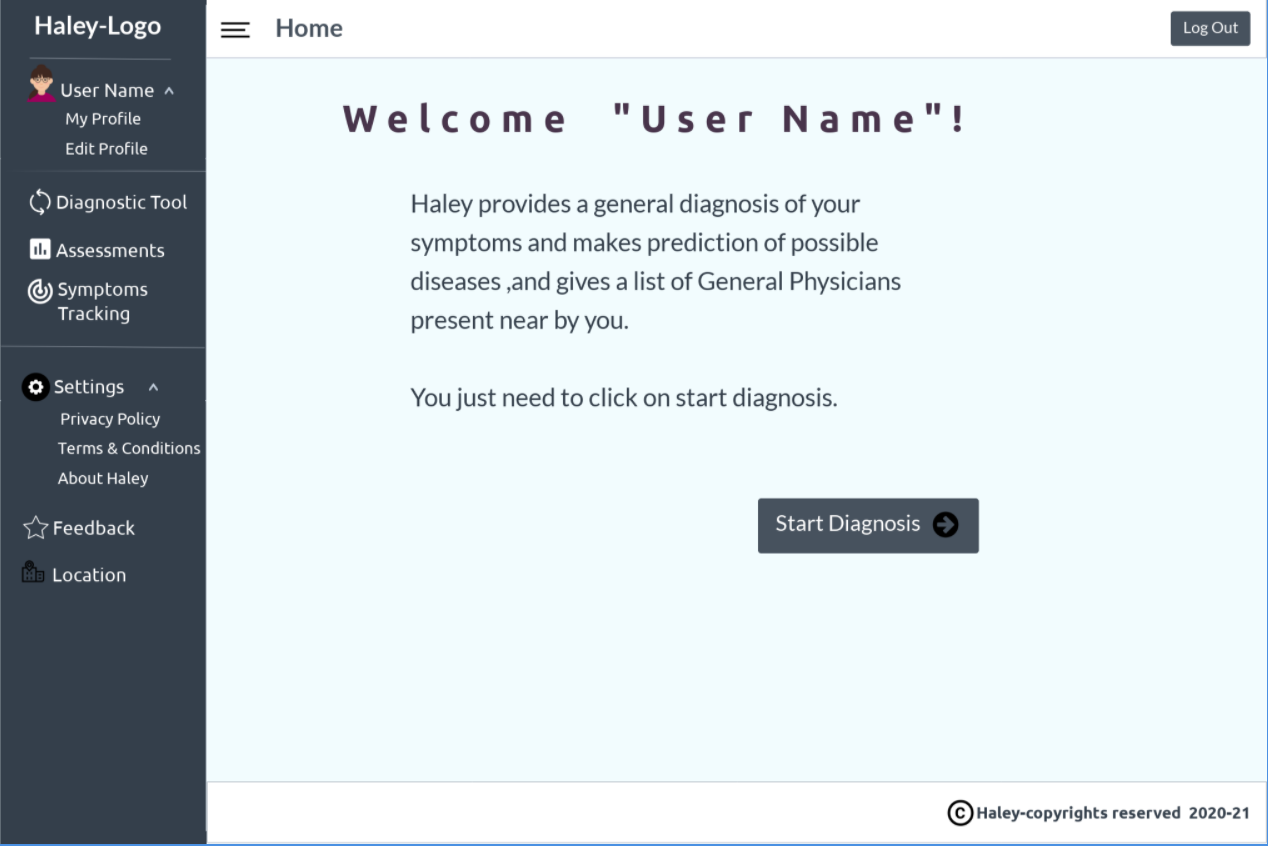 Haley-Logo
User Name
My Profile
Edit Profile
Diagnostic Tool
Assessments
Symptoms
Tracking
Settings
Privacy Policy
Terms & Conditions
About Haley
Feedback
Location
Home
Log Out
Welcome "User Name"!
Haley provides a general diagnosis of your
symptoms and makes prediction of possible
diseases ,and gives a list of General Physicians
present near by you.
You just need to click on start diagnosis.
Start Diagnosis
© Haley-copyrights reserved 2020-21